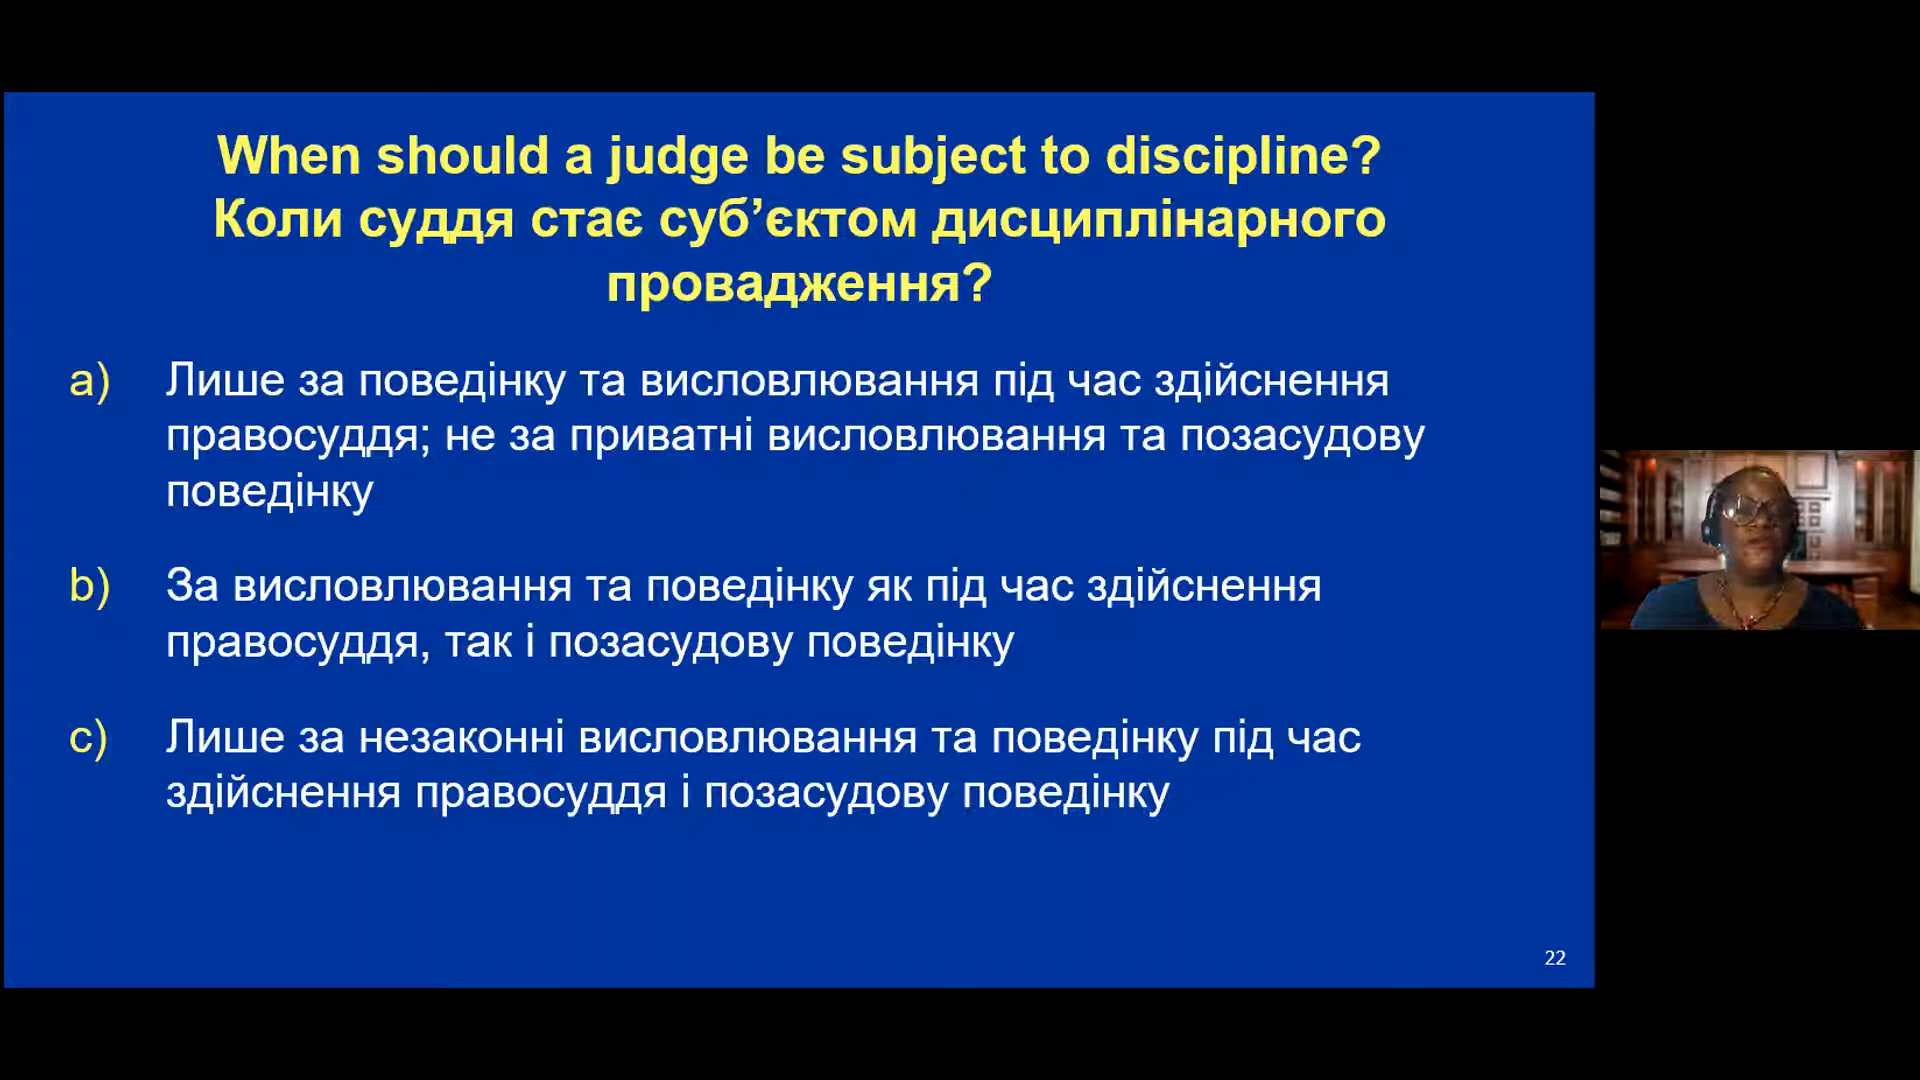 When should a judge be subject to discipline?
Коли суддя стає суб’єктом дисциплінарного
провадження?
a) Лише за поведінку та висловлювання під час здійснення
правосуддя; не за приватні висловлювання та позасудову
поведінку
b) За висловлювання та поведінку як під час здійснення
правосуддя, так і позасудову поведінку
c) Лише за незаконні висловлювання та поведінку під час
здійснення правосуддя і позасудову поведінку
22